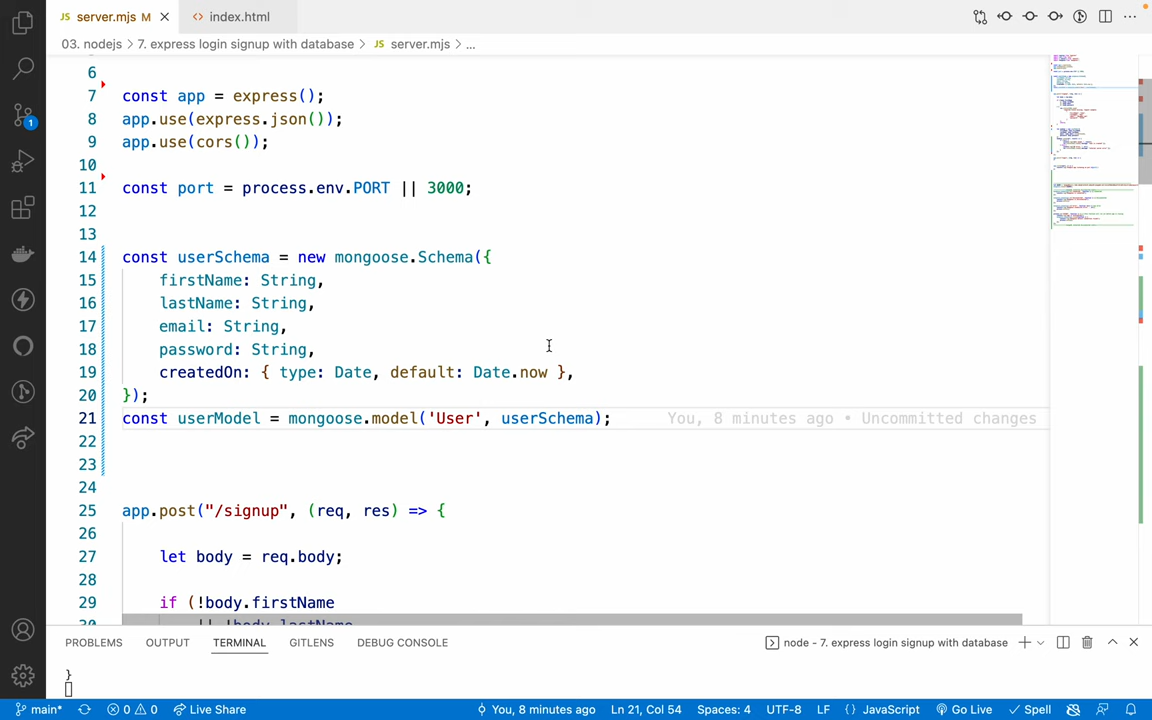 server.mjs M
index.html
03. nodejs > 7. express login signup with database > JS server.mjs > ...
6
7 const app = express();
8 app.use(express.json());
9 app.use(cors());
10
11 const port = process.env.PORT || 3000;
12
13
14 const userSchema = new mongoose.Schema({
15 firstName: String,
16 lastName: String,
17 email: String,
18 password: String,
19 createdOn: { type: Date, default: Date.now },
20 });
21 const userModel = mongoose.model('User', userSchema); You, 8 minutes ago • Uncommitted changes
22
23
24
25 app.post("/signup", (req, res) => {
26
27 let body = req.body;
28
29 if (!body.firstName
30 || !body.lastName
PROBLEMS OUTPUT TERMINAL GITLENS DEBUG CONSOLE node - 7. express login signup with database
}
1
main* 0 0 Live Share You, 8 minutes ago Ln 21, Col 54 Spaces: 4 UTF-8 LF {} JavaScript Go Live Spell